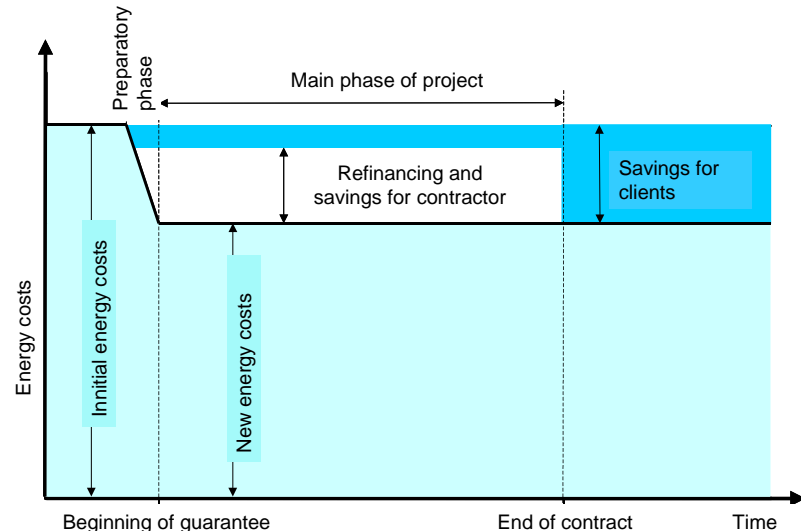 Preparatory
phase
Main phase of project
Refinancing and
savings for contractor
Savings for
clients
Energy costs
Innitial energy costs
New energy costs
Beginning of guarantee
End of contract
Time